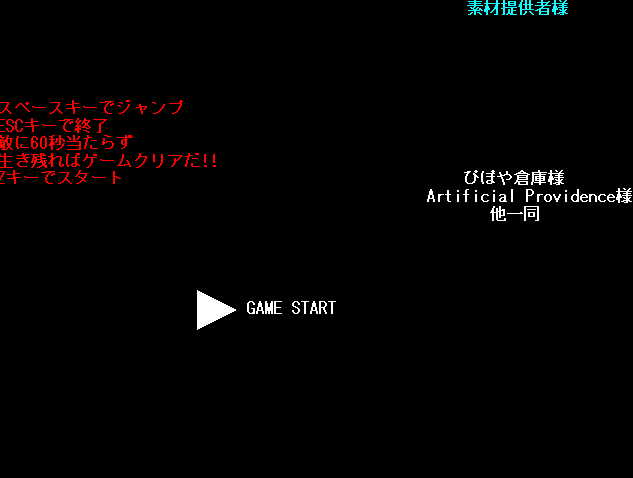 素材提供者様
スペースキーでジャンプ
ESCキーで終了
敵に60秒当たらず
生き残ればゲームクリアだ!!
Zキーでスタート
びぽや倉庫様
Artificial Providence様
他一同
GAME START